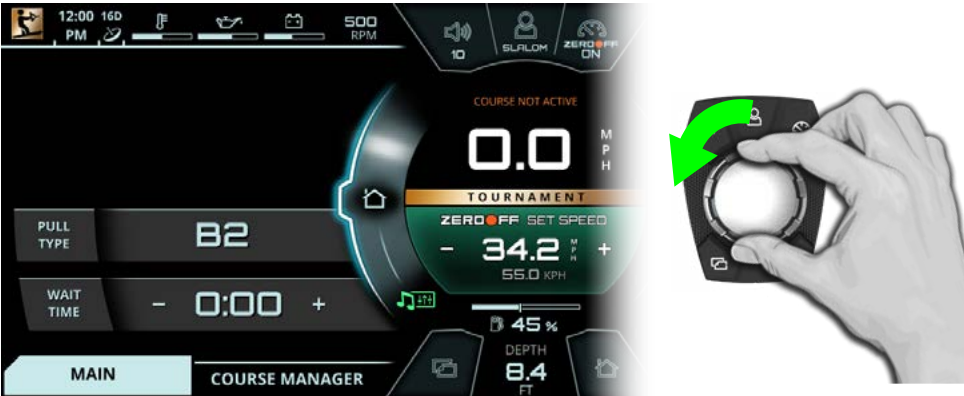 12:00 16D
PM
500
RPM
10
SLALOM
ZERO OFF
ON
COURSE NOT ACTIVE
0.0 MPH
TOURNAMENT
ZERO OFF SET SPEED
PULL
TYPE
B2
- 34.2 MPH +
55.0 KPH
WAIT
TIME
- 0:00 +
45 %
DEPTH
8.4
FT
MAIN
COURSE MANAGER